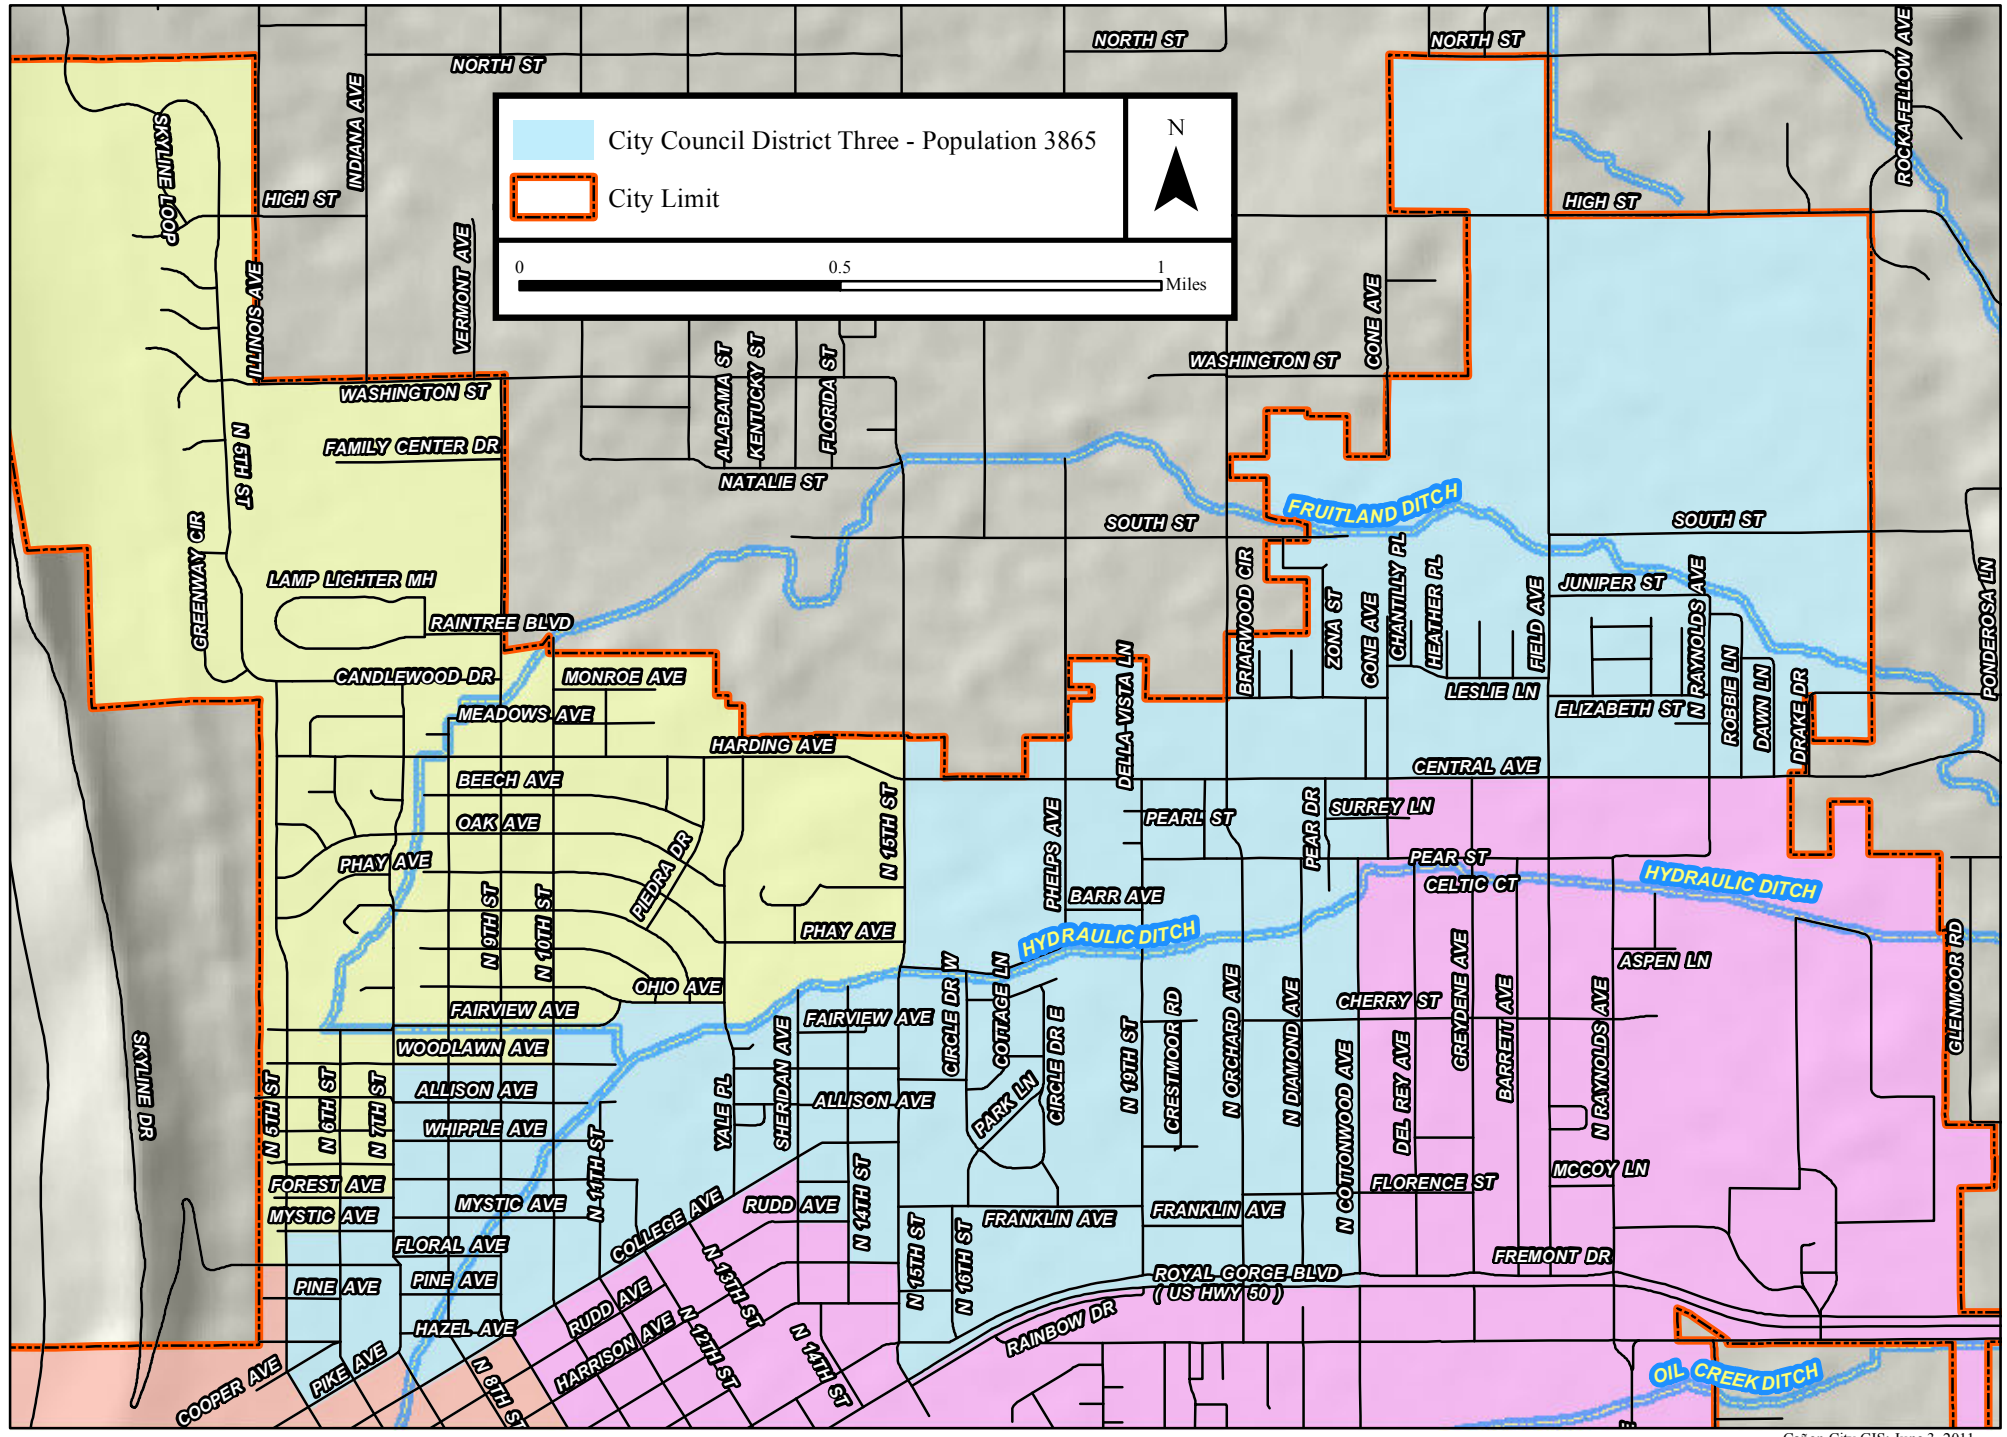 NORTH ST
NORTH ST
NORTH ST
ROCKAFELLOW AVE
INDIANA AVE
SKYLINE LOOP
City Council District Three - Population 3865
City Limit
N
0 0.5 1
Miles
HIGH ST
HIGH ST
VERMONT AVE
ILLINOIS AVE
CONE AVE
WASHINGTON ST
WASHINGTON ST
ALABAMA ST
KENTUCKY ST
FLORIDA ST
FAMILY CENTER DR
N 5TH ST
NATALIE ST
FRUITLAND DITCH
SOUTH ST
SOUTH ST
GREENWAY CIR
LAMP LIGHTER MH
RAINTREE BLVD
BRIARWOOD CIR
ZONA ST
CONE AVE
CHANTILLY PL
HEATHER PL
FIELD AVE
JUNIPER ST
N RAYNOLDS AVE
ROBBIE LN
DAWN LN
DRAKE DR
PONDEROSA LN
CANDLEWOOD DR
MONROE AVE
DELLA VISTA LN
LESLIE LN
ELIZABETH ST
MEADOWS AVE
HARDING AVE
CENTRAL AVE
BEECH AVE
OAK AVE
PHAY AVE
PIEDRA DR
N 15TH ST
PHELPS AVE
PEARL ST
PEAR DR
SURREY LN
PEAR ST
CELTIC CT
HYDRAULIC DITCH
BARR AVE
N 9TH ST
N 10TH ST
PHAY AVE
HYDRAULIC DITCH
GLENMOOR RD
ASPEN LN
OHIO AVE
FAIRVIEW AVE
FAIRVIEW AVE
CIRCLE DR W
COTTAGE LN
CIRCLE DR E
N 19TH ST
CRESTMOOR RD
N ORCHARD AVE
N DIAMOND AVE
CHERRY ST
GREYDENE AVE
BARRETT AVE
N RAYNOLDS AVE
WOODLAWN AVE
SKYLINE DR
N 5TH ST
N 6TH ST
N 7TH ST
ALLISON AVE
ALLISON AVE
YALE PL
SHERIDAN AVE
PARK LN
N COTTONWOOD AVE
DEL REY AVE
WHIPPLE AVE
N 11TH ST
FOREST AVE
MYSTIC AVE
MYSTIC AVE
COLLEGE AVE
RUDD AVE
N 14TH ST
FRANKLIN AVE
FRANKLIN AVE
FLORENCE ST
MCCOY LN
FLORAL AVE
N 13TH ST
N 15TH ST
N 16TH ST
FREMONT DR
PINE AVE
PINE AVE
ROYAL GORGE BLVD
( US HWY 50 )
RUDD AVE
HARRISON AVE
N 12TH ST
N 14TH ST
RAINBOW DR
HAZEL AVE
COOPER AVE
PIKE AVE
N 8TH ST
OIL CREEK DITCH